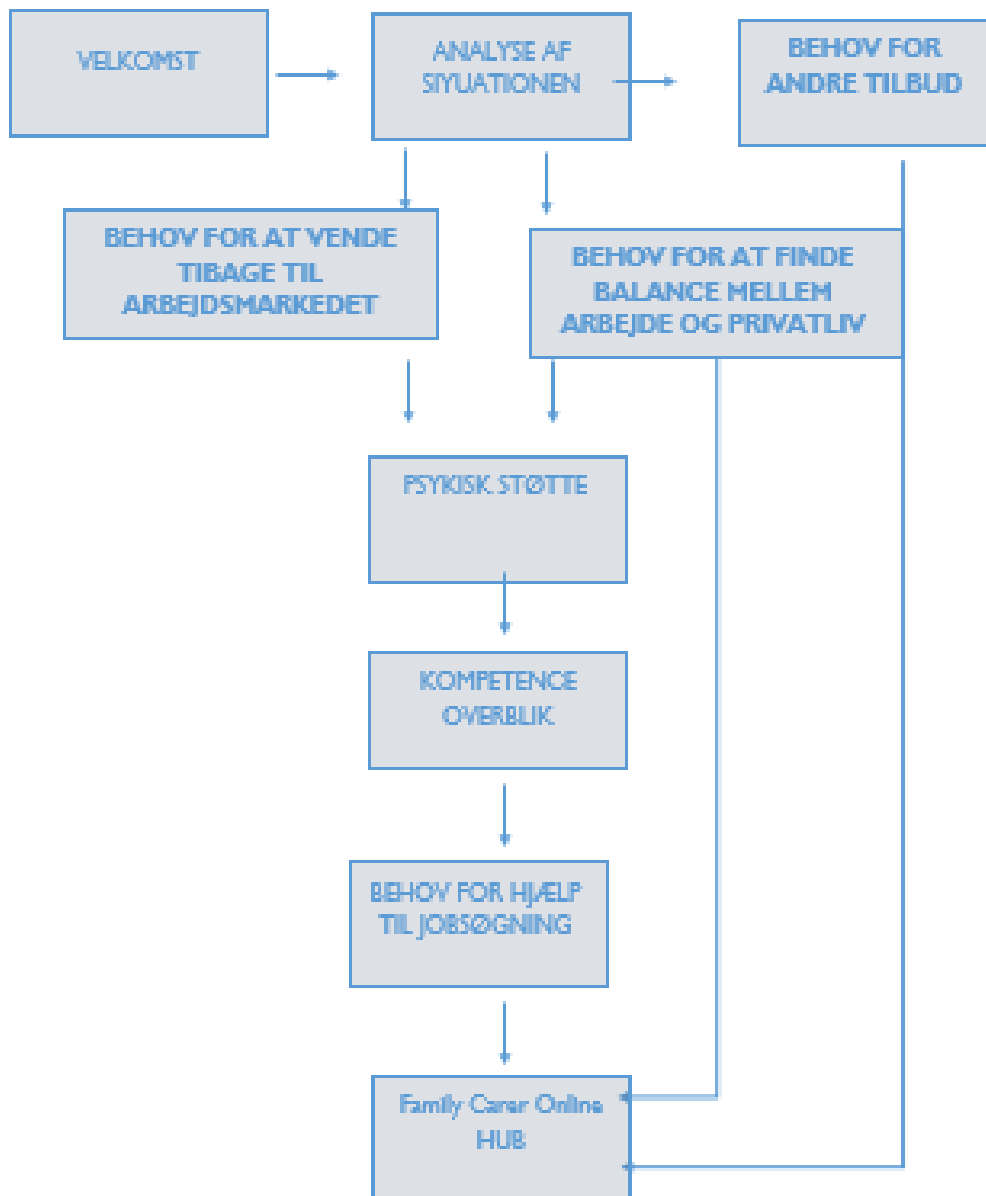 VELKOMST
ANALYSE AF
SIYUATIONEN
BEHOV FOR
ANDRE TILBUD
BEHOV FOR AT VENDE
TIBAGE TIL
ARBEJDSMARKEDET
BEHOV FOR AT FINDE
BALANCE MELLEM
ARBEJDE OG PRIVATLIV
PSYKISK STØTTE
KOMPETENCE
OVERBLIK
BEHOV FOR HJÆLP
TIL JOBSØGNING
Family Carer Online
HUB